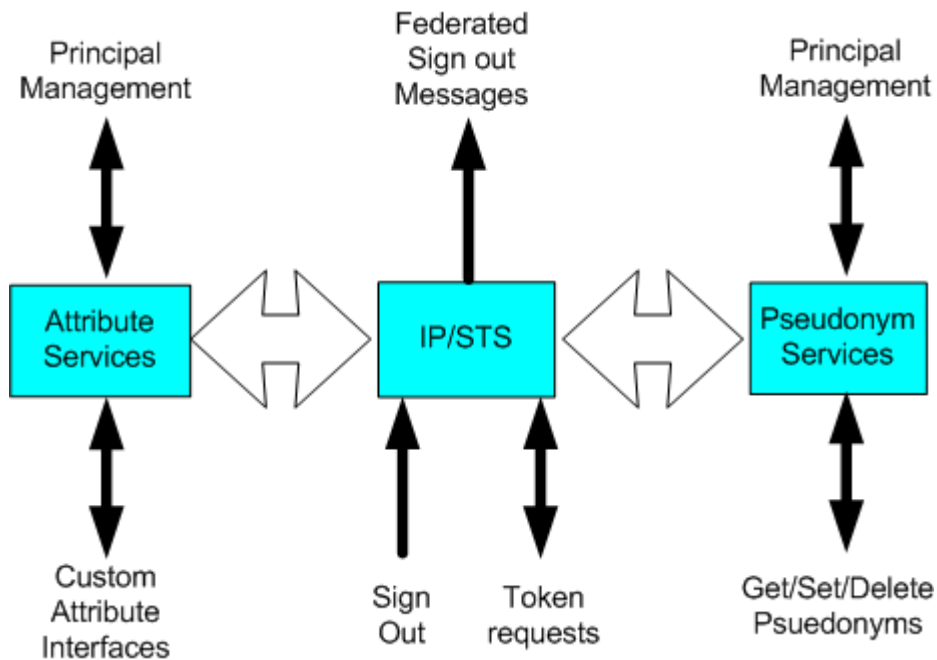 Principal
Management
Federated
Sign out
Messages
Principal
Management
Attribute
Services
IP/STS
Pseudonym
Services
Custom
Attribute
Interfaces
Sign
Out
Token
requests
Get/Set/Delete
Psuedonyms